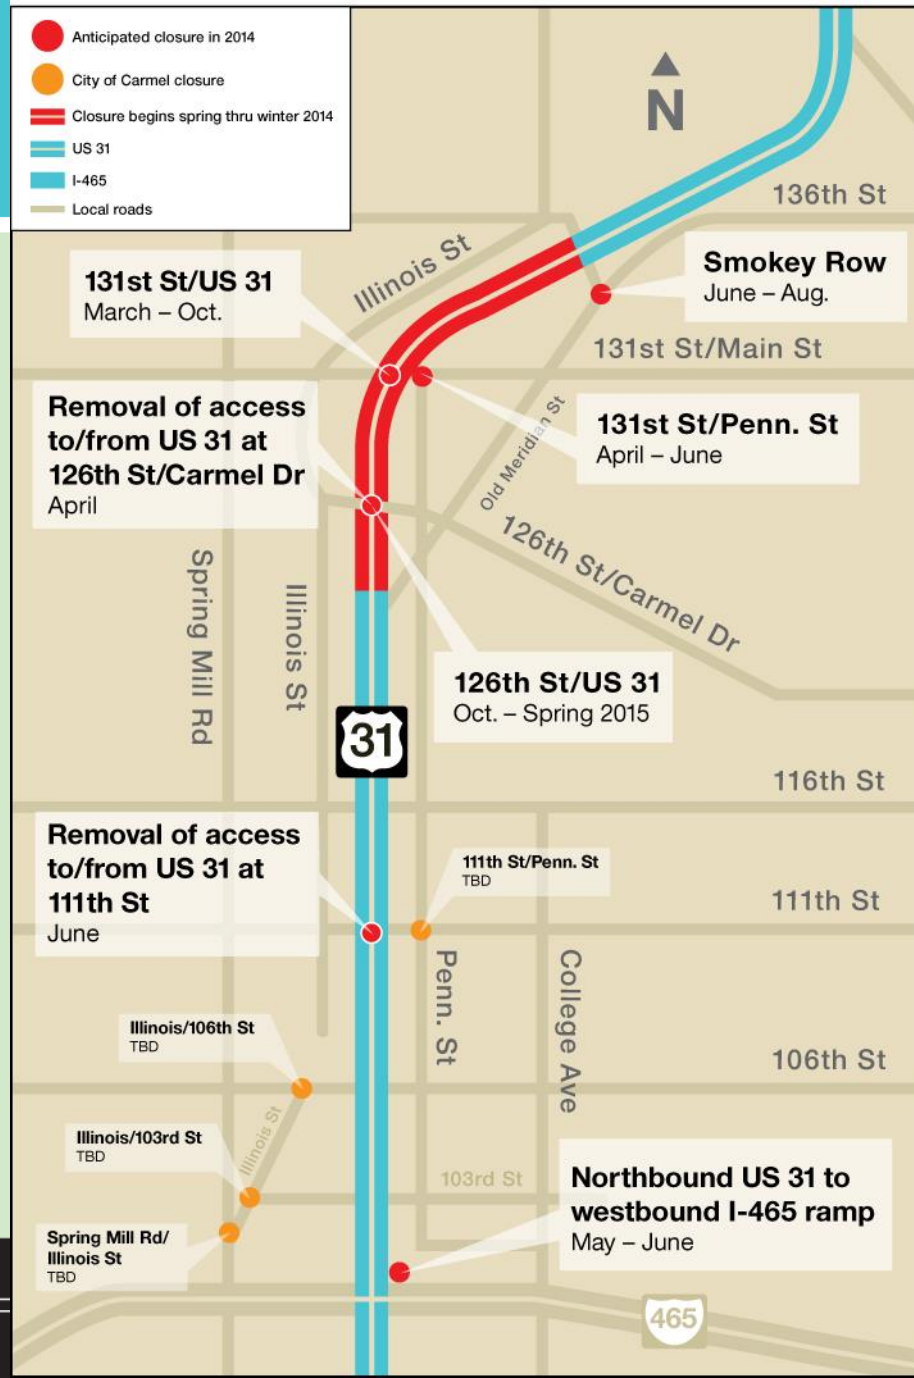 Anticipated closure in 2014
City of Carmel closure
Closure begins spring thru winter 2014
US 31
I-465
Local roads
N
136th St
Illinois St
Smokey Row
June – Aug.
131st St/US 31
March – Oct.
131st St/Main St
Removal of access
to/from US 31 at
126th St/Carmel Dr
April
131st St/Penn. St
April – June
Old Meridian St
126th St/Carmel Dr
Spring Mill Rd
Illinois St
126th St/US 31
Oct. – Spring 2015
31
116th St
Removal of access
to/from US 31 at
111th St
June
111th St/Penn. St
TBD
111th St
Penn. St
College Ave
Illinois/106th St
TBD
106th St
Illinois St
Illinois/103rd St
TBD
103rd St
Northbound US 31 to
westbound I-465 ramp
May – June
Spring Mill Rd/
Illinois St
TBD
465